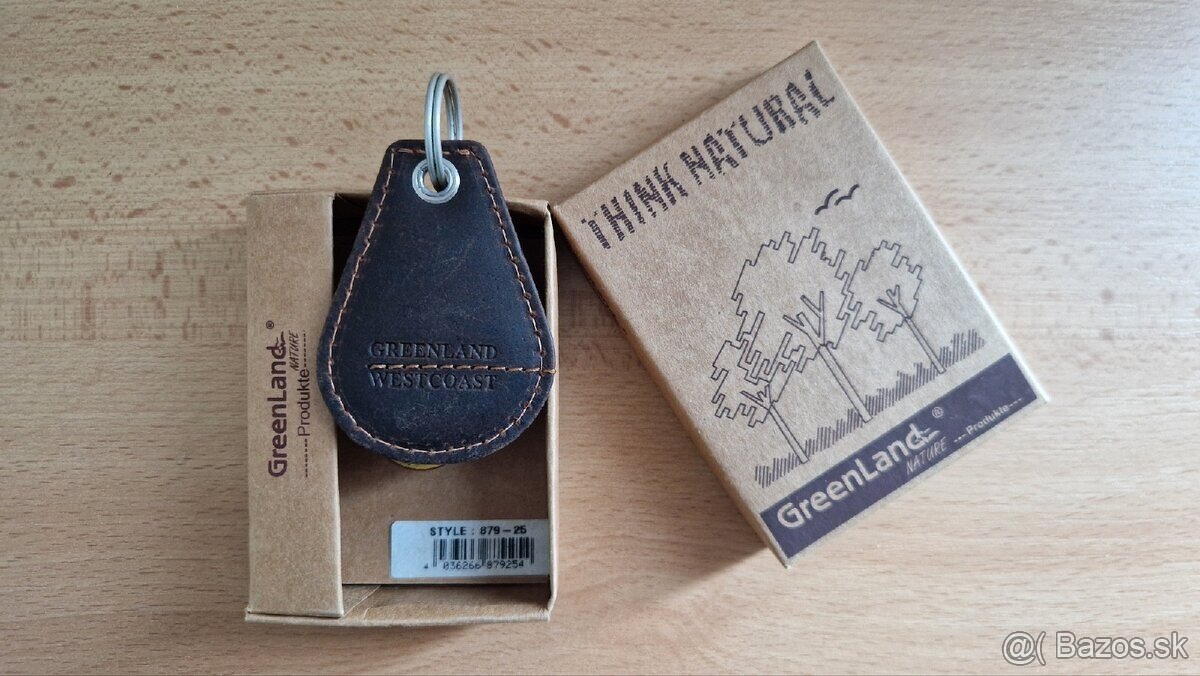 GREENLAND
WESTCOAST
GreenLand®
NATURE
-------Produkte-------
STYLE : 879-25
4 036266 879254
THINK NATURAL
GreenLand®
NATURE
---Produkte----
@( Bazos.sk